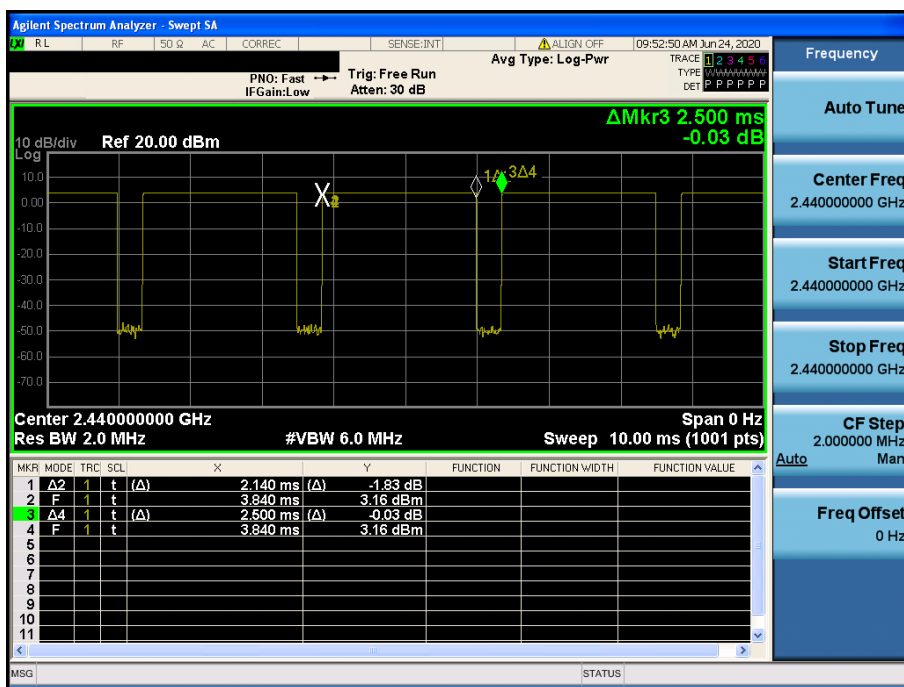 Agilent Spectrum Analyzer - Swept SA
LXI RL RF 50 Ω AC CORREC SENSE:INT ALIGN OFF 09:52:50 AM Jun 24, 2020
Avg Type: Log-Pwr
TRACE 1 2 3 4 5 6
TYPE
DET P P P P P P
PNO: Fast
IFGain:Low
Trig: Free Run
Atten: 30 dB
ΔMkr3 2.500 ms
-0.03 dB
10 dB/div Ref 20.00 dBm
Log
10.0
0.00
-10.0
-20.0
-30.0
-40.0
-50.0
-60.0
-70.0
3Δ4
Center 2.440000000 GHz Span 0 Hz
Res BW 2.0 MHz #VBW 6.0 MHz Sweep 10.00 ms (1001 pts)
MKR MODE TRC SCL X Y FUNCTION FUNCTION WIDTH FUNCTION VALUE
1 Δ2 1 t (Δ) 2.140 ms (Δ) -1.83 dB
2 F 1 t 3.840 ms 3.16 dBm
3 Δ4 1 t (Δ) 2.500 ms (Δ) -0.03 dB
4 F 1 t 3.840 ms 3.16 dBm
5
6
7
8
9
10
11
MSG STATUS
Frequency
Auto Tune
Center Freq
2.440000000 GHz
Start Freq
2.440000000 GHz
Stop Freq
2.440000000 GHz
CF Step
2.000000 MHz
Auto Man
Freq Offset
0 Hz